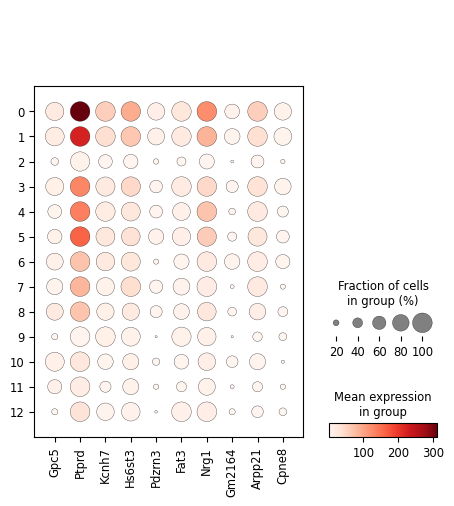 0
1
2
3
4
5
6
7
8
9
10
11
12
Gpc5 Ptprd Kcnh7 Hs6st3 Pdzrn3 Fat3 Nrg1 Gm2164 Arpp21 Cpne8
Fraction of cells
in group (%)
20 40 60 80 100
Mean expression
in group
100 200 300